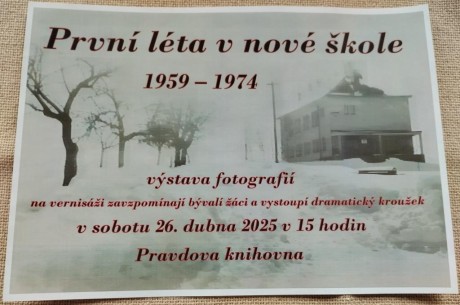 První léta v nové škole
1959 – 1974
výstava fotografií
na vernisáži zavzpomínají bývalí žáci a vystoupí dramatický kroužek
v sobotu 26. dubna 2025 v 15 hodin
Pravdova knihovna